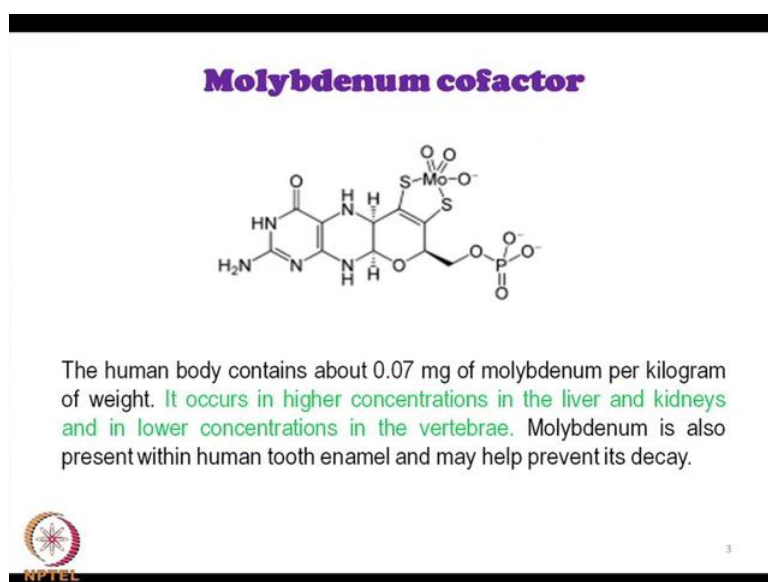 Molybdenum cofactor
O O
O
S-Mo-O-
H H
N
S
HN
O-
O
O-
P
H2N
N
N
H H
O
O
The human body contains about 0.07 mg of molybdenum per kilogram
of weight. It occurs in higher concentrations in the liver and kidneys
and in lower concentrations in the vertebrae. Molybdenum is also
present within human tooth enamel and may help prevent its decay.
3
NPTEL